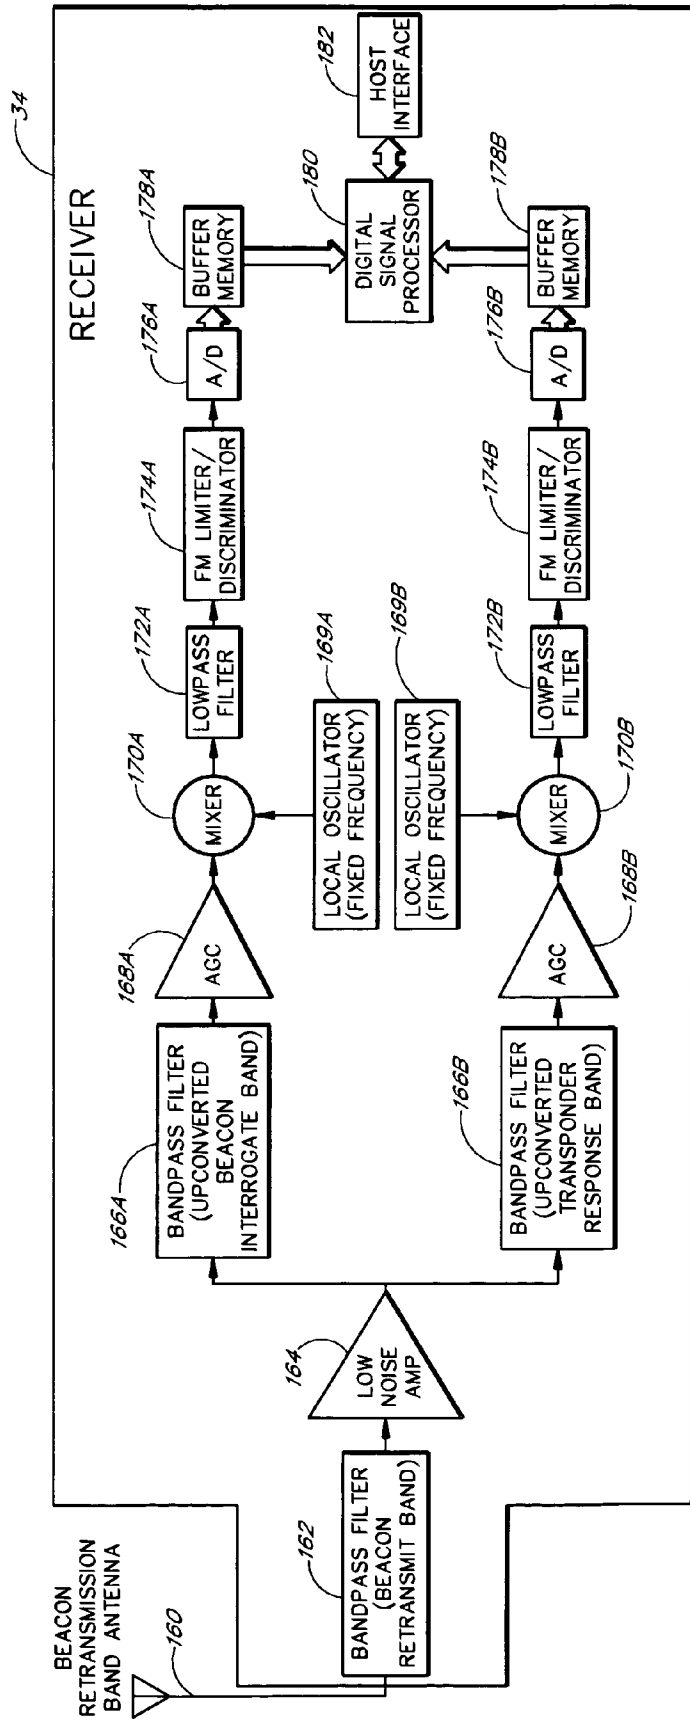 BEACON
RETRANSMISSION
BAND ANTENNA
160
BANDPASS FILTER
(BEACON
RETRANSMIT BAND)
162
LOW
NOISE
AMP
164
34
RECEIVER
166A
BANDPASS FILTER
(UPCONVERTED
BEACON
INTERROGATE BAND)
168A
AGC
170A
MIXER
172A
LOWPASS
FILTER
174A
FM LIMITER/
DISCRIMINATOR
176A
A/D
178A
BUFFER
MEMORY
LOCAL OSCILLATOR
(FIXED FREQUENCY)
169A
LOCAL OSCILLATOR
(FIXED FREQUENCY)
169B
180
DIGITAL
SIGNAL
PROCESSOR
182
HOST
INTERFACE
166B
BANDPASS FILTER
(UPCONVERTED
TRANSPONDER
RESPONSE BAND)
AGC
168B
MIXER
170B
172B
LOWPASS
FILTER
174B
FM LIMITER/
DISCRIMINATOR
176B
A/D
178B
BUFFER
MEMORY